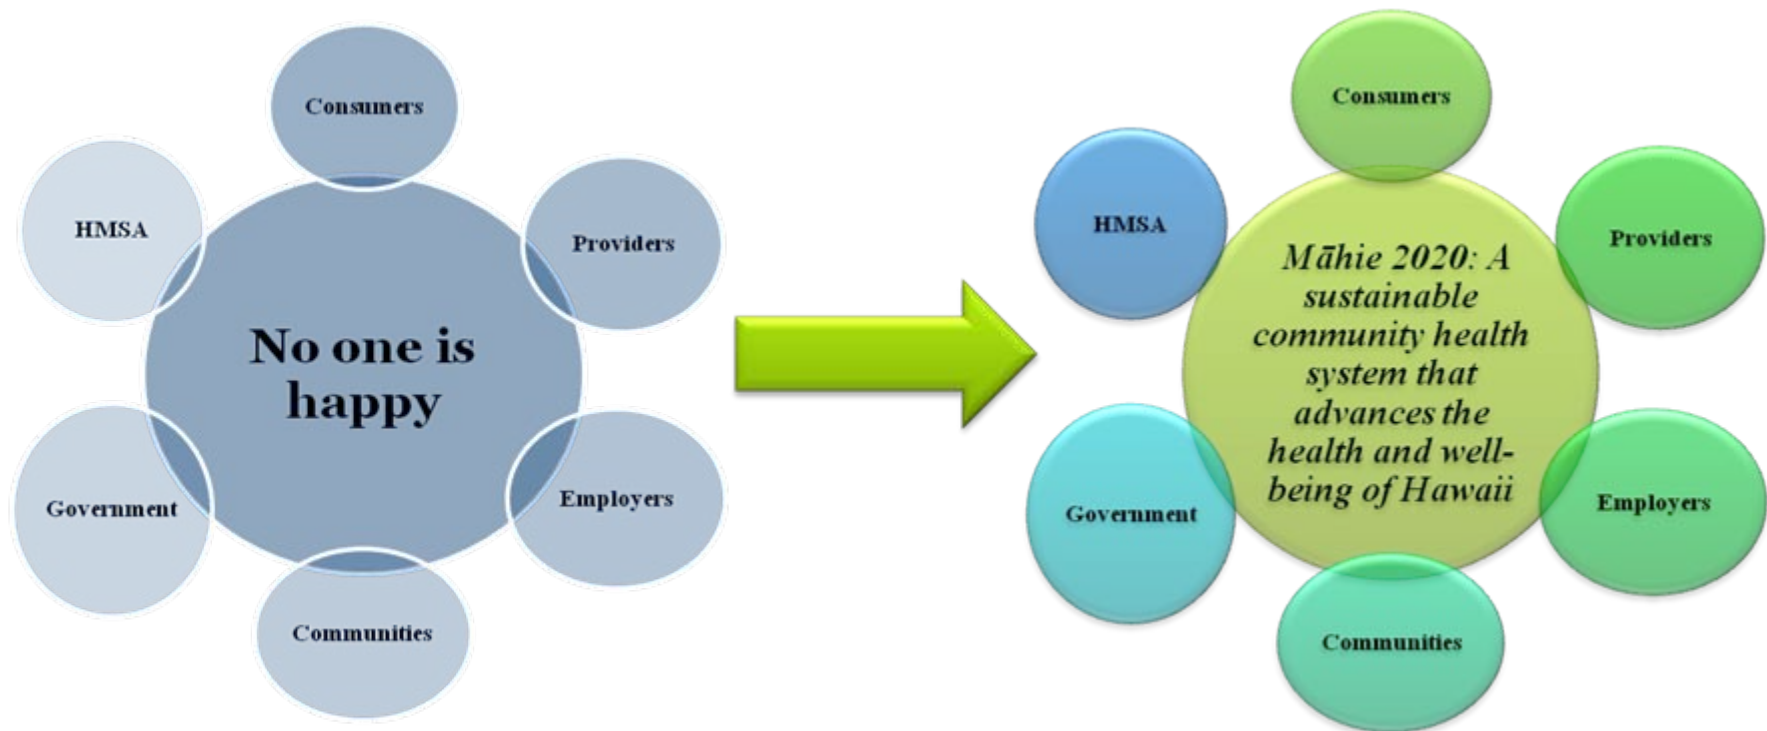 Consumers
HMSA
Providers
No one is
happy
Government
Employers
Communities
Consumers
HMSA
Providers
Māhie 2020: A
sustainable
community health
system that
advances the
health and well-
being of Hawaii
Government
Employers
Communities